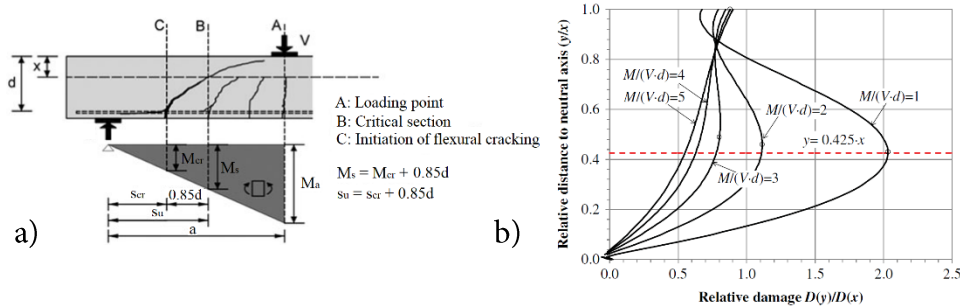 C B A
V
x
d
A: Loading point
B: Critical section
C: Initiation of flexural cracking
Mcr
Ms
Ma
Ms = Mcr + 0.85d
su = scr + 0.85d
scr 0.85d
su
a
a)
b)
Relative distance to neutral axis (y/x)
1.0
0.8
0.6
0.4
0.2
0.0
M/(V·d)=4
M/(V·d)=5
M/(V·d)=2
M/(V·d)=1
y= 0.425·x
M/(V·d)=3
0.0 0.5 1.0 1.5 2.0 2.5
Relative damage D(y)/D(x)